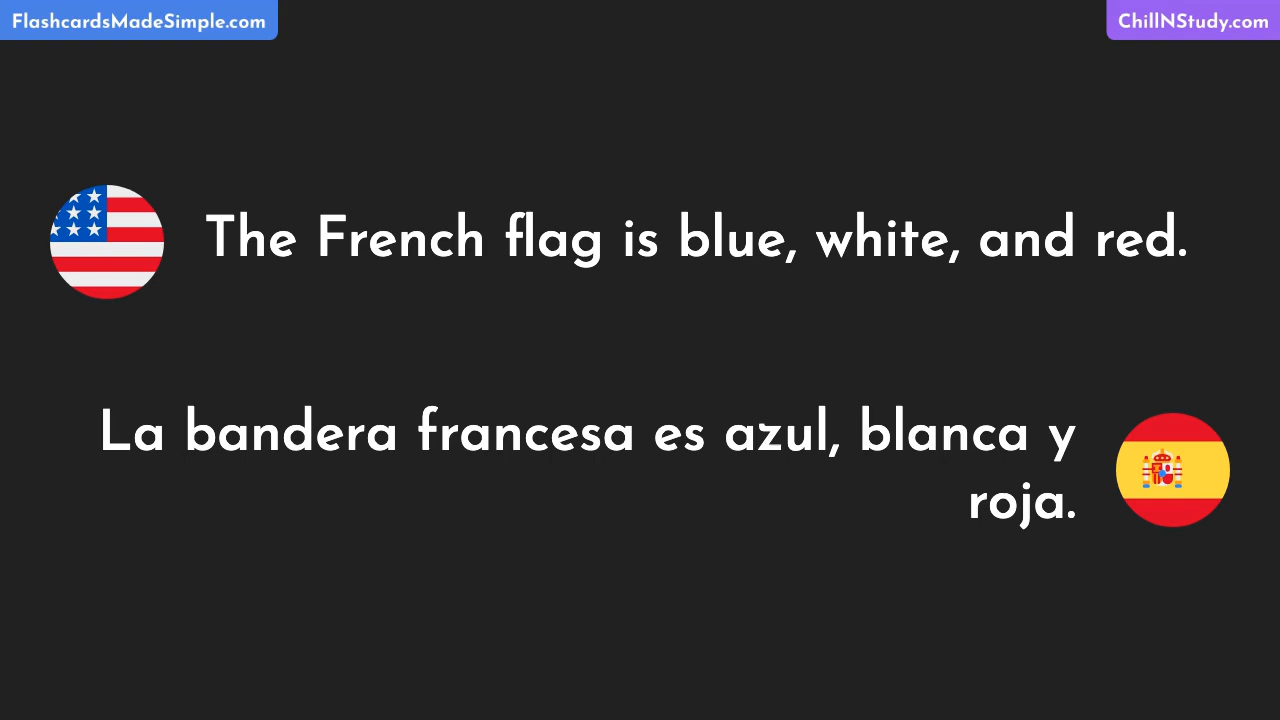 FlashcardsMadeSimple.com
ChillNStudy.com
The French flag is blue, white, and red.
La bandera francesa es azul, blanca y
roja.